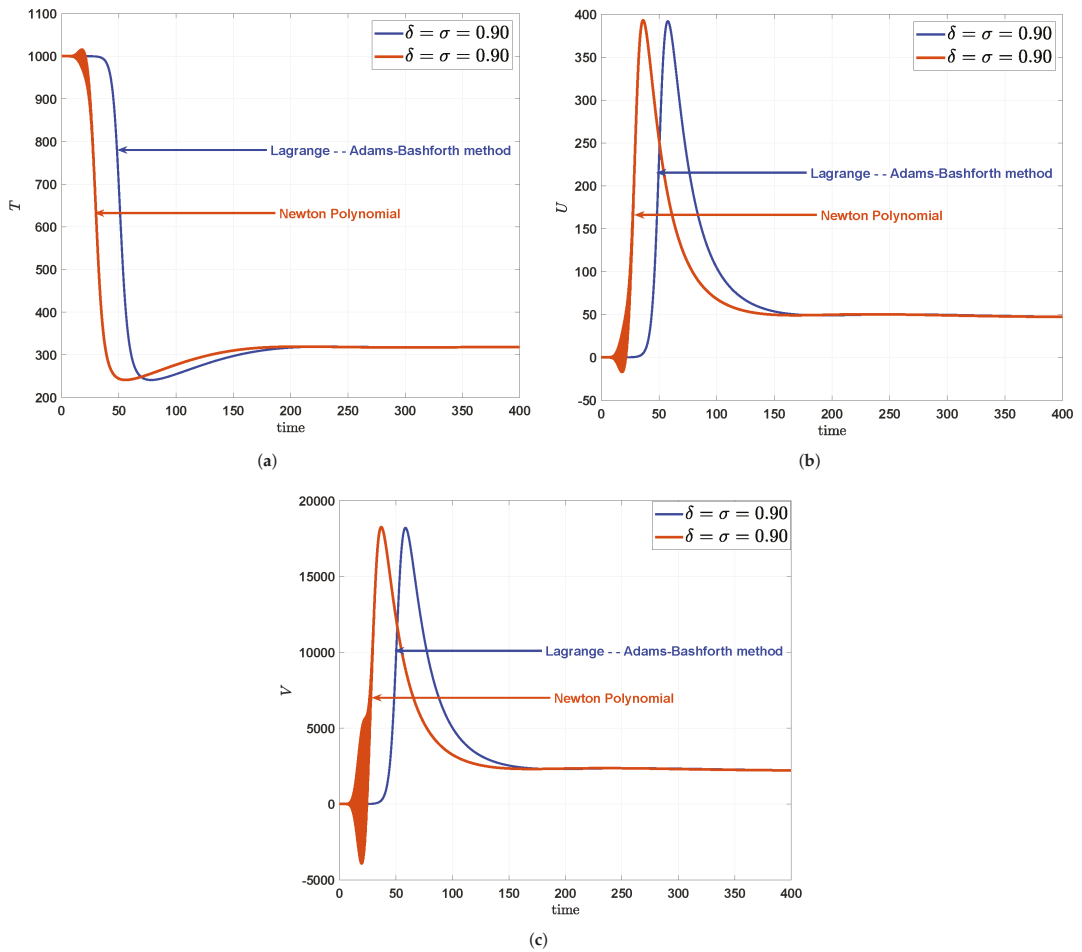 1100
1000
900
800
700
600
500
400
300
200
T
0
50
100
150
200
250
300
350
400
time
δ = σ = 0.90
δ = σ = 0.90
Lagrange - - Adams-Bashforth method
Newton Polynomial
(a)
400
350
300
250
200
150
100
50
0
-50
U
0
50
100
150
200
250
300
350
400
time
δ = σ = 0.90
δ = σ = 0.90
Lagrange - - Adams-Bashforth method
Newton Polynomial
(b)
20000
15000
10000
5000
0
-5000
V
0
50
100
150
200
250
300
350
400
time
δ = σ = 0.90
δ = σ = 0.90
Lagrange - - Adams-Bashforth method
Newton Polynomial
(c)